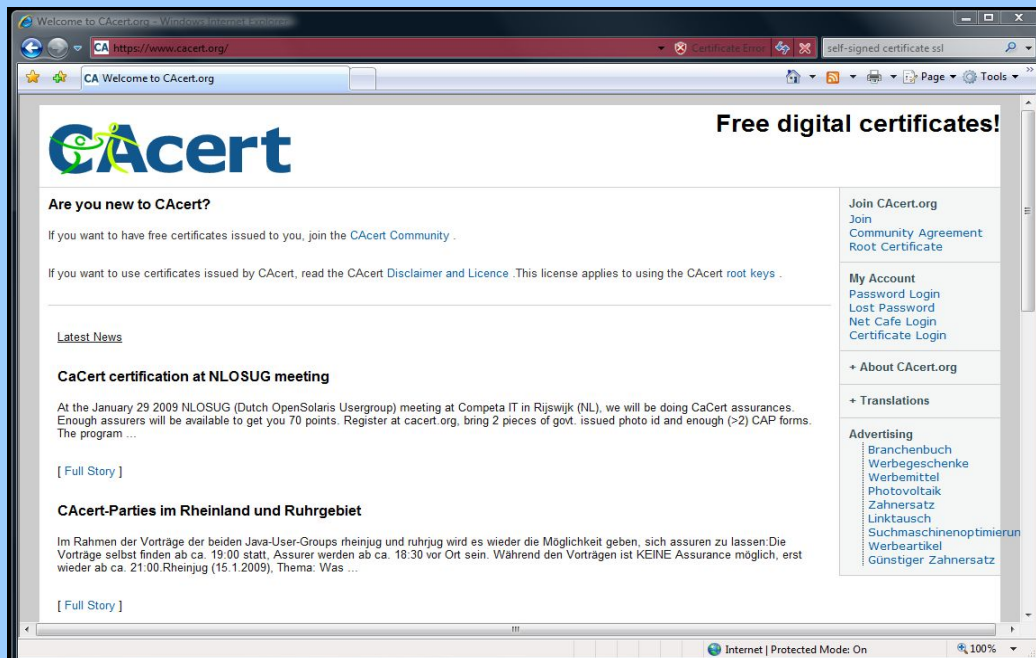 Welcome to CAcert.org - Windows Internet Explorer
CA https://www.cacert.org/
Certificate Error
self-signed certificate ssl
CA Welcome to CAcert.org
Page
Tools
CAcert
Free digital certificates!
Are you new to CAcert?
If you want to have free certificates issued to you, join the CAcert Community .
If you want to use certificates issued by CAcert, read the CAcert Disclaimer and Licence .This license applies to using the CAcert root keys .
Latest News
CaCert certification at NLOSUG meeting
At the January 29 2009 NLOSUG (Dutch OpenSolaris Usergroup) meeting at Competa IT in Rijswijk (NL), we will be doing CaCert assurances.
Enough assurers will be available to get you 70 points. Register at cacert.org, bring 2 pieces of govt. issued photo id and enough (>2) CAP forms.
The program ...
[ Full Story ]
CAcert-Parties im Rheinland und Ruhrgebiet
Im Rahmen der Vorträge der beiden Java-User-Groups rheinjug und ruhrjug wird es wieder die Möglichkeit geben, sich assuren zu lassen:Die
Vorträge selbst finden ab ca. 19:00 statt, Assurer werden ab ca. 18:30 vor Ort sein. Während den Vorträgen ist KEINE Assurance möglich, erst
wieder ab ca. 21:00.Rheinjug (15.1.2009), Thema: Was ...
[ Full Story ]
Join CAcert.org
Join
Community Agreement
Root Certificate
My Account
Password Login
Lost Password
Net Cafe Login
Certificate Login
+ About CAcert.org
+ Translations
Advertising
Branchenbuch
Werbegeschenke
Werbemittel
Photovoltaik
Zahnersatz
Linktausch
Suchmaschinenoptimierun
Werbeartikel
Günstiger Zahnersatz
Internet | Protected Mode: On
100%